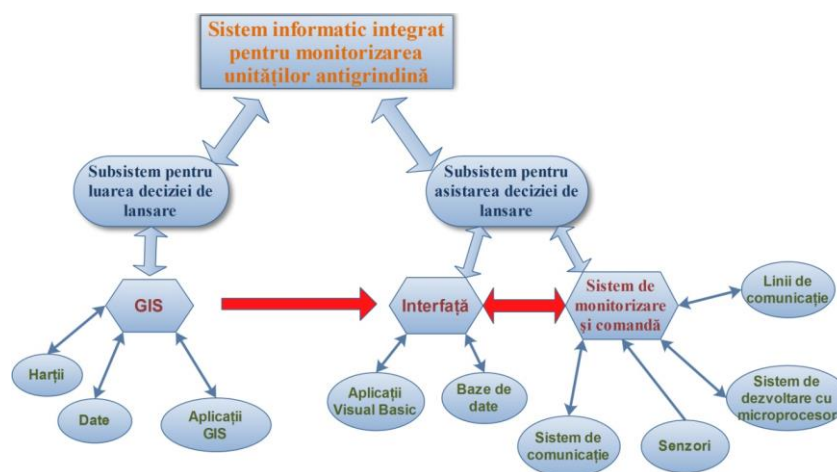 Sistem informatic integrat
pentru monitorizarea
unităților antigrindină
Subsistem pentru
luarea deciziei de
lansare
Subsistem pentru
asistarea deciziei de
lansare
GIS
Interfață
Sistem de
monitorizare
și comandă
Linii de
comunicație
Harții
Date
Aplicații
GIS
Aplicații
Visual Basic
Baze de
date
Sistem de
comunicație
Senzori
Sistem de
dezvoltare cu
microprocesor